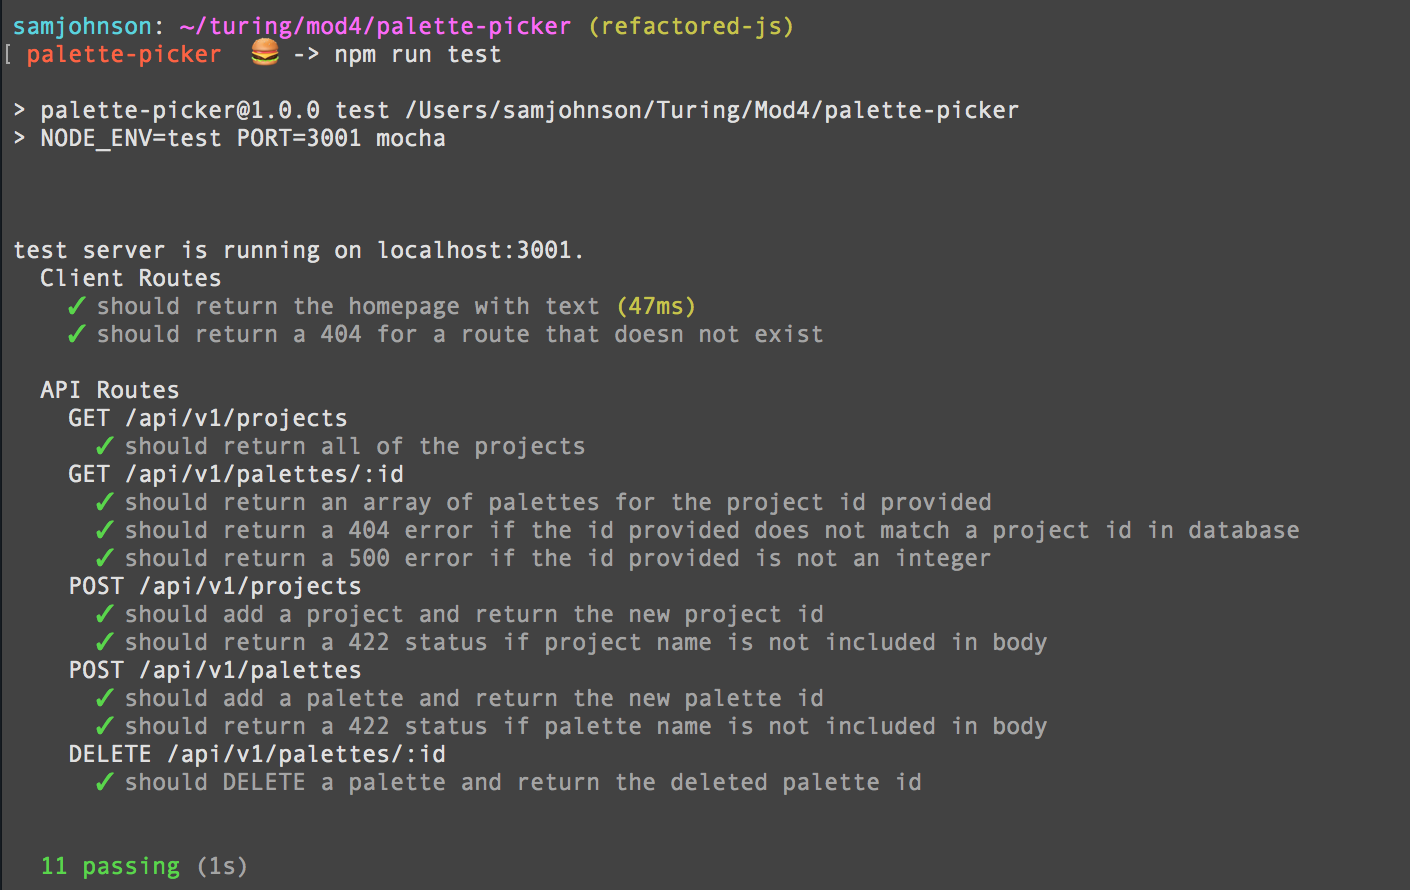 samjohnson: ~/turing/mod4/palette-picker (refactored-js)
[ palette-picker 🍔 -> npm run test
> palette-picker@1.0.0 test /Users/samjohnson/Turing/Mod4/palette-picker
> NODE_ENV=test PORT=3001 mocha
test server is running on localhost:3001.
Client Routes
✓ should return the homepage with text (47ms)
✓ should return a 404 for a route that doesn not exist
API Routes
GET /api/v1/projects
✓ should return all of the projects
GET /api/v1/palettes/:id
✓ should return an array of palettes for the project id provided
✓ should return a 404 error if the id provided does not match a project id in database
✓ should return a 500 error if the id provided is not an integer
POST /api/v1/projects
✓ should add a project and return the new project id
✓ should return a 422 status if project name is not included in body
POST /api/v1/palettes
✓ should add a palette and return the new palette id
✓ should return a 422 status if palette name is not included in body
DELETE /api/v1/palettes/:id
✓ should DELETE a palette and return the deleted palette id
11 passing (1s)